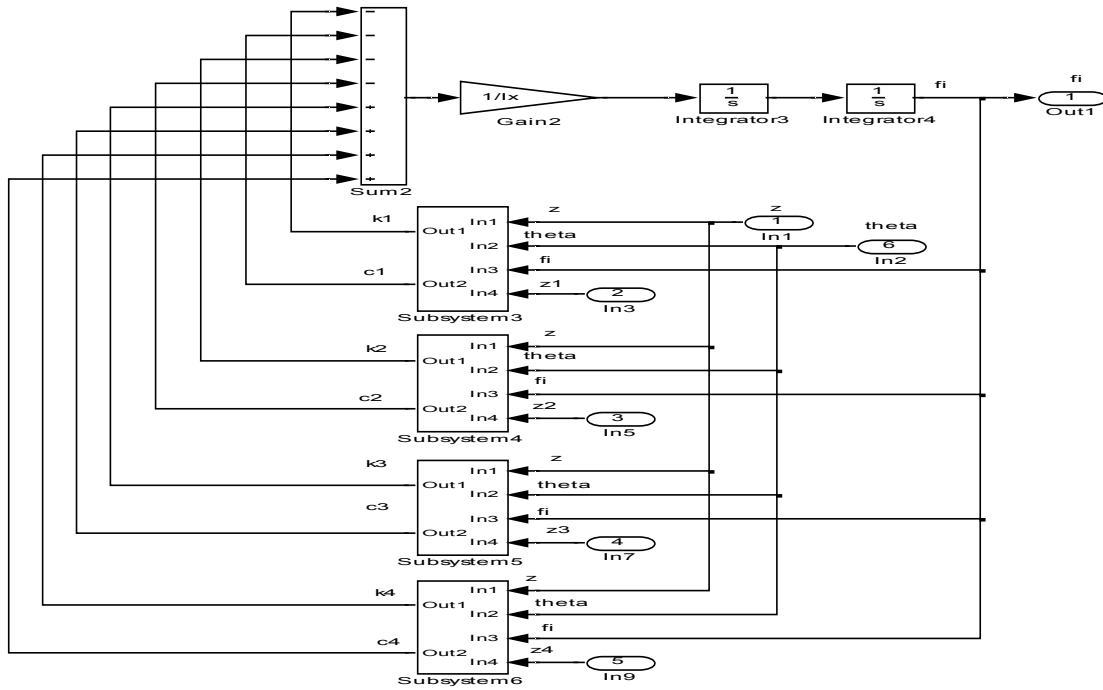 −
−
−
−
+
+
+
+
Sum2
1/Ix
Gain2
1
s
Integrator3
1
s
Integrator4
fi
fi
1
Out1
k1
Out1
c1
Out2
In1
In2
In3
In4
Subsystem3
z
theta
fi
z1
z
1
In1
theta
6
In2
2
In3
k2
Out1
c2
Out2
In1
In2
In3
In4
Subsystem4
z
theta
fi
z2
3
In5
k3
Out1
c3
Out2
In1
In2
In3
In4
Subsystem5
z
theta
fi
z3
4
In7
k4
Out1
c4
Out2
In1
In2
In3
In4
Subsystem6
z
theta
fi
z4
5
In9